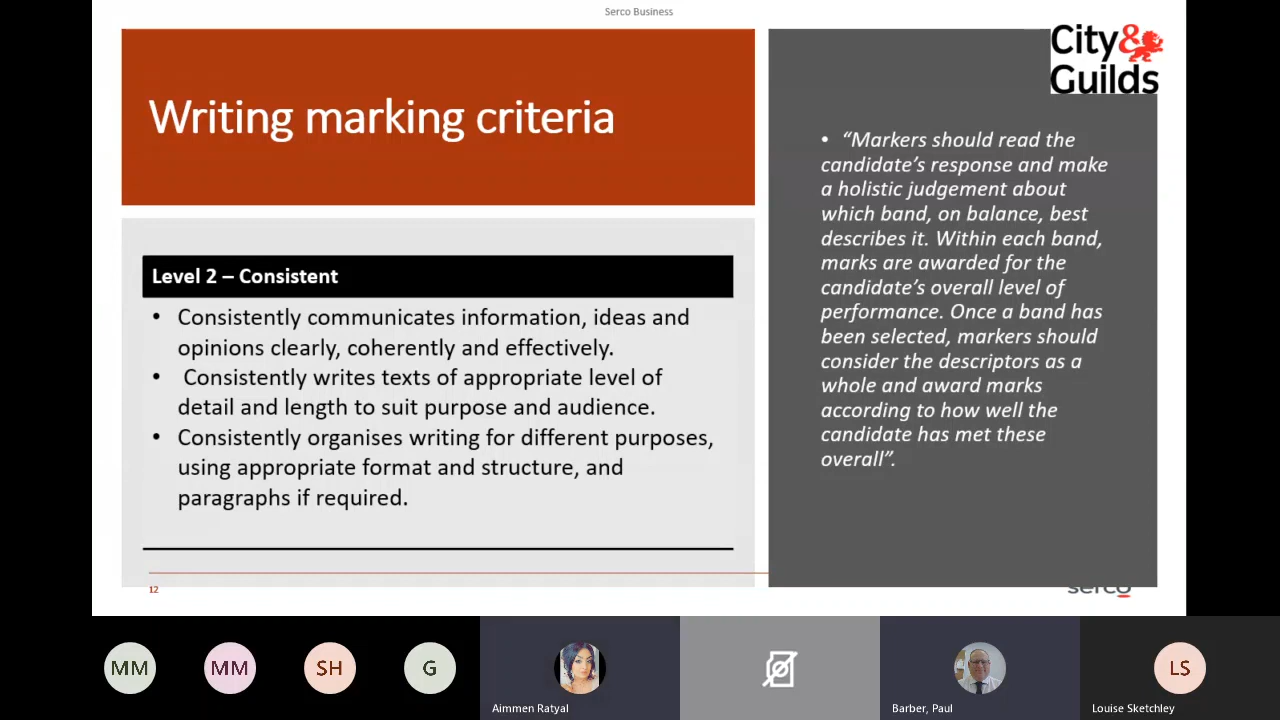 Serco Business
City&
Guilds
Writing marking criteria
• “Markers should read the
candidate’s response and make
a holistic judgement about
which band, on balance, best
describes it. Within each band,
marks are awarded for the
candidate’s overall level of
performance. Once a band has
been selected, markers should
consider the descriptors as a
whole and award marks
according to how well the
candidate has met these
overall”.
Level 2 – Consistent
• Consistently communicates information, ideas and
opinions clearly, coherently and effectively.
• Consistently writes texts of appropriate level of
detail and length to suit purpose and audience.
• Consistently organises writing for different purposes,
using appropriate format and structure, and
paragraphs if required.
12
serco
MM
MM
SH
G
LS
Aimmen Ratyal
Barber, Paul
Louise Sketchley